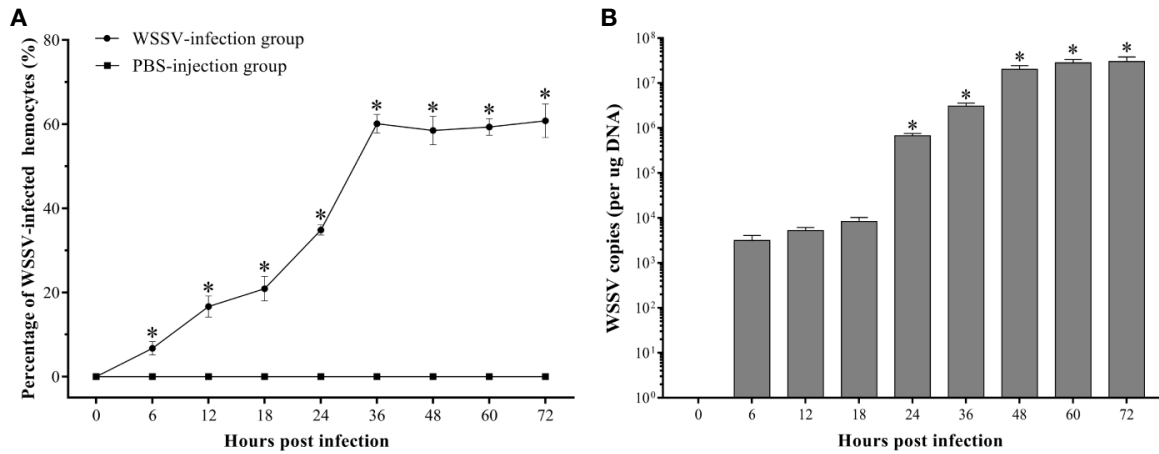 A
WSSV-infection group
PBS-injection group
Percentage of WSSV-infected hemocytes (%)
80
60
40
20
0
* * * * * * * *
0 6 12 18 24 36 48 60 72
Hours post infection
B
WSSV copies (per ug DNA)
10⁸
10⁷
10⁶
10⁵
10⁴
10³
10²
10¹
10⁰
* * * * *
0 6 12 18 24 36 48 60 72
Hours post infection